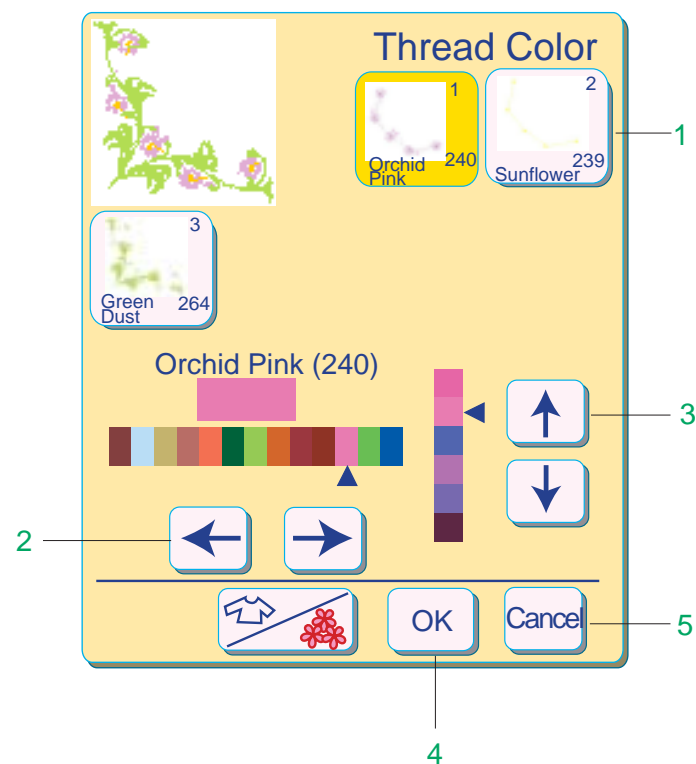 Thread Color
1
Orchid
Pink
240
2
239
Sunflower
1
3
Green
Dust
264
Orchid Pink (240)
3
2
OK
Cancel
5
4